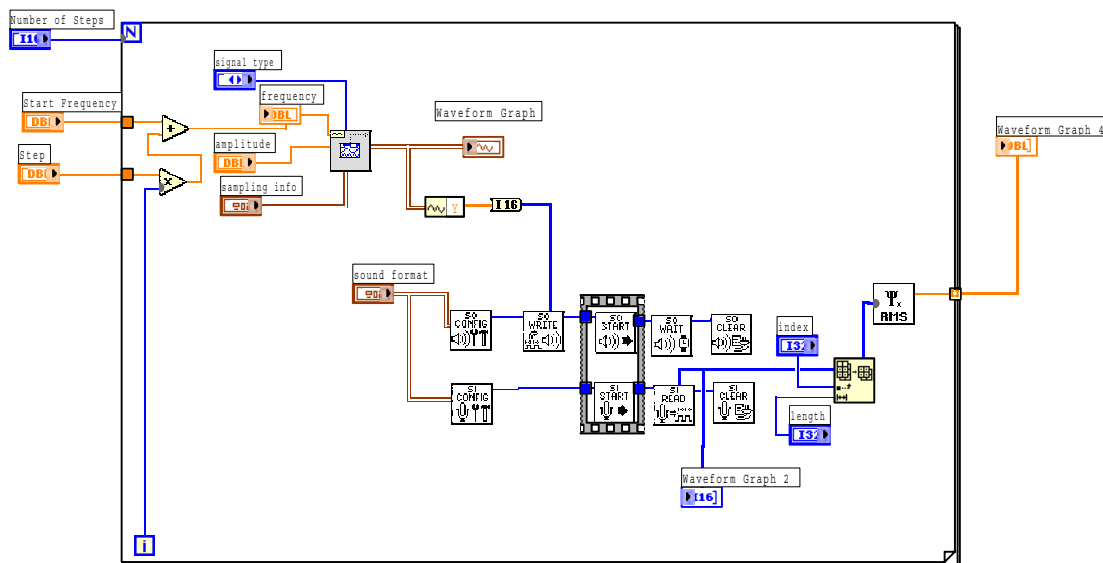 Number of Steps
I16
N
signal type
Start Frequency
DBL
frequency
DBL
+
Waveform Graph
amplitude
DBL
Step
DBL
x
sampling info
Y
I16
Waveform Graph 4
DBL]
sound format
SO CONFIG
SO WRITE
SO START
SO WAIT
SO CLEAR
Ψx
RMS
index
I32
SI CONFIG
SI START
SI READ
SI CLEAR
length
I32
Waveform Graph 2
I16]
i